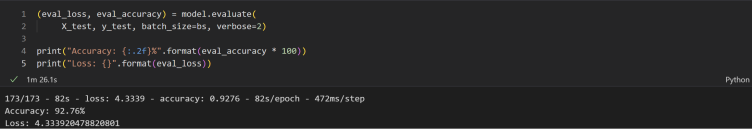 1 (eval_loss, eval_accuracy) = model.evaluate(
2 X_test, y_test, batch_size=bs, verbose=2)
3
4 print("Accuracy: {:.2f}%".format(eval_accuracy * 100))
5 print("Loss: {}".format(eval_loss))
✓ 1m 26.1s Python
173/173 - 82s - loss: 4.3339 - accuracy: 0.9276 - 82s/epoch - 472ms/step
Accuracy: 92.76%
Loss: 4.333920478820801